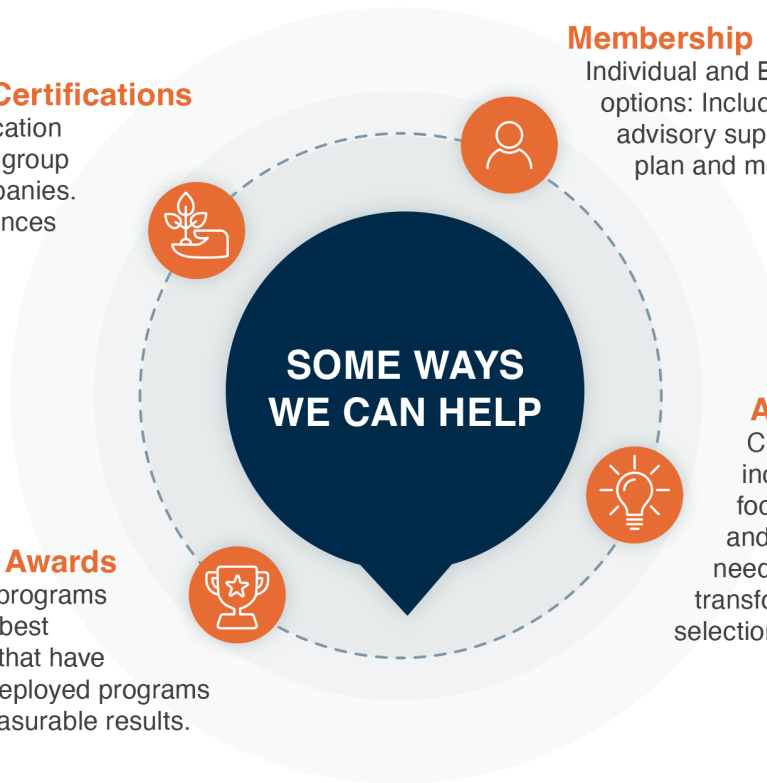 Certifications
cation
group
panies.
nces
Membership
Individual and E
options: Includ
advisory sup
plan and m
SOME WAYS
WE CAN HELP
A
C
inc
foc
and
need
transfo
selection
Awards
programs
best
that have
eployed programs
asurable results.